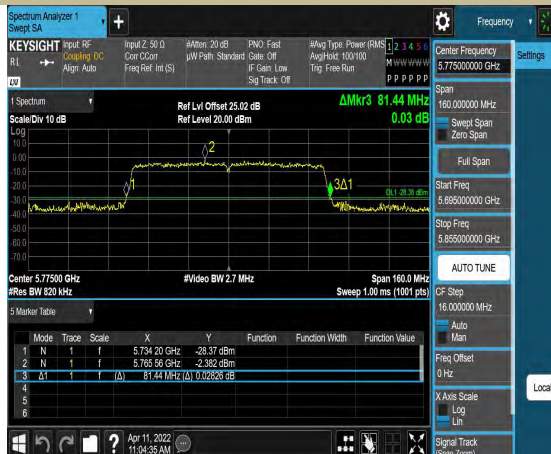 Spectrum Analyzer 1
Swept SA
+
Frequency
KEYSIGHT
RL
Input: RF
Coupling: DC
Align: Auto
Input Z: 50 Ω
Corr CCorr
Freq Ref: Int (S)
#Atten: 20 dB
µW Path: Standard
PNO: Fast
Gate: Off
IF Gain: Low
Sig Track: Off
#Avg Type: Power (RMS
Avg|Hold: 100/100
Trig: Free Run
1 2 3 4 5 6
M W W W W W
P P P P P P
LXI
1 Spectrum
Scale/Div 10 dB
Ref Lvl Offset 25.02 dB
Ref Level 20.00 dBm
ΔMkr3 81.44 MHz
0.03 dB
Log
10.0
0.00
-10.0
-20.0
-30.0
-40.0
-50.0
-60.0
-70.0
1
2
3Δ1
DL1 -28.38 dBm
Center 5.77500 GHz
#Res BW 820 kHz
#Video BW 2.7 MHz
Span 160.0 MHz
Sweep 1.00 ms (1001 pts)
5 Marker Table
Mode Trace Scale X Y Function Function Width Function Value
1 N 1 f 5.734 20 GHz -28.37 dBm
2 N 1 f 5.765 56 GHz -2.382 dBm
3 Δ1 1 f (Δ) 81.44 MHz (Δ) 0.02826 dB
4
5
6
?
Apr 11, 2022
11:04:35 AM
Center Frequency
5.775000000 GHz
Settings
Span
160.000000 MHz
Swept Span
Zero Span
Full Span
Start Freq
5.695000000 GHz
Stop Freq
5.855000000 GHz
AUTO TUNE
CF Step
16.000000 MHz
Auto
Man
Freq Offset
0 Hz
X Axis Scale
Log
Lin
Local
Signal Track
(Span Zoom)